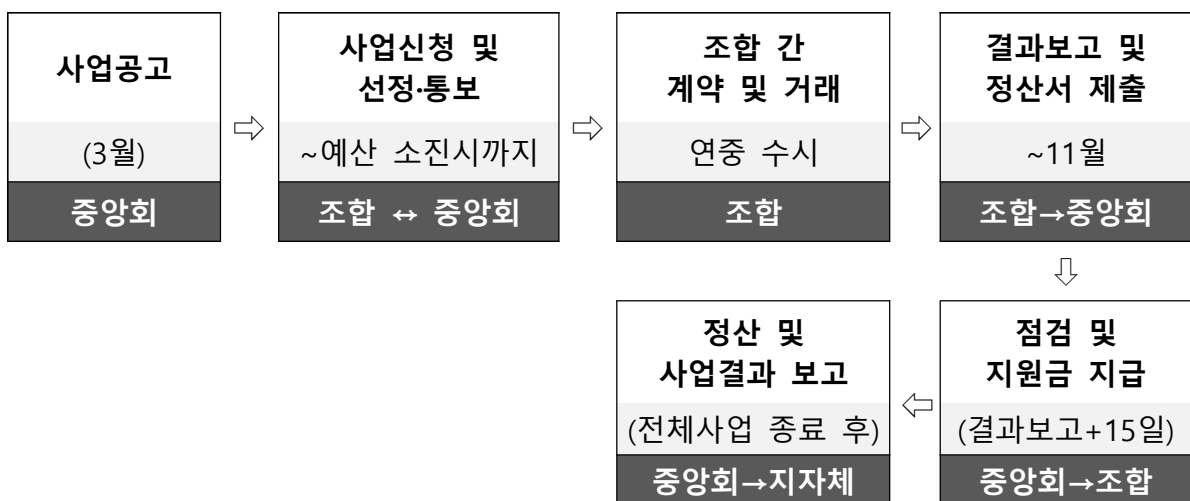 사업공고
(3월)
중앙회
⇨
사업신청 및
선정·통보
~예산 소진시까지
조합 ↔ 중앙회
⇨
조합 간
계약 및 거래
연중 수시
조합
⇨
결과보고 및
정산서 제출
~11월
조합→중앙회
⇩
점검 및
지원금 지급
(결과보고+15일)
중앙회→조합
⇦
정산 및
사업결과 보고
(전체사업 종료 후)
중앙회→지자체